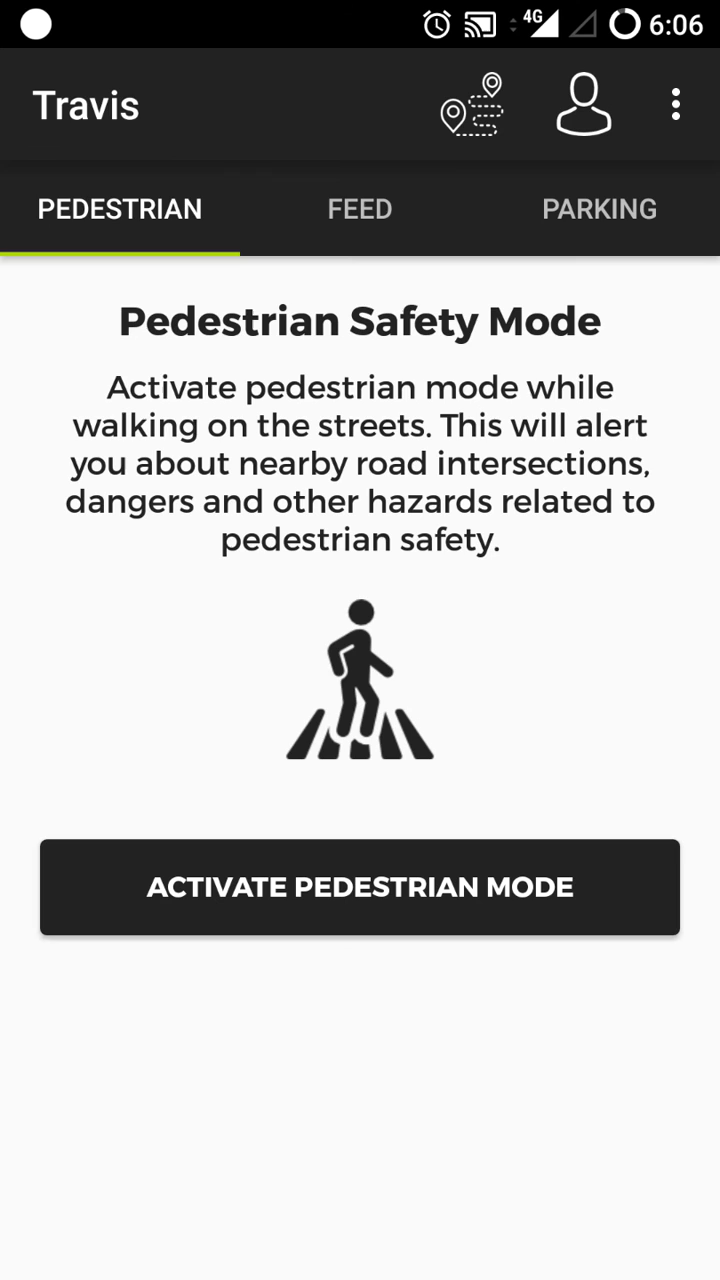 4G 6:06
Travis
PEDESTRIAN FEED PARKING
Pedestrian Safety Mode
Activate pedestrian mode while
walking on the streets. This will alert
you about nearby road intersections,
dangers and other hazards related to
pedestrian safety.
ACTIVATE PEDESTRIAN MODE